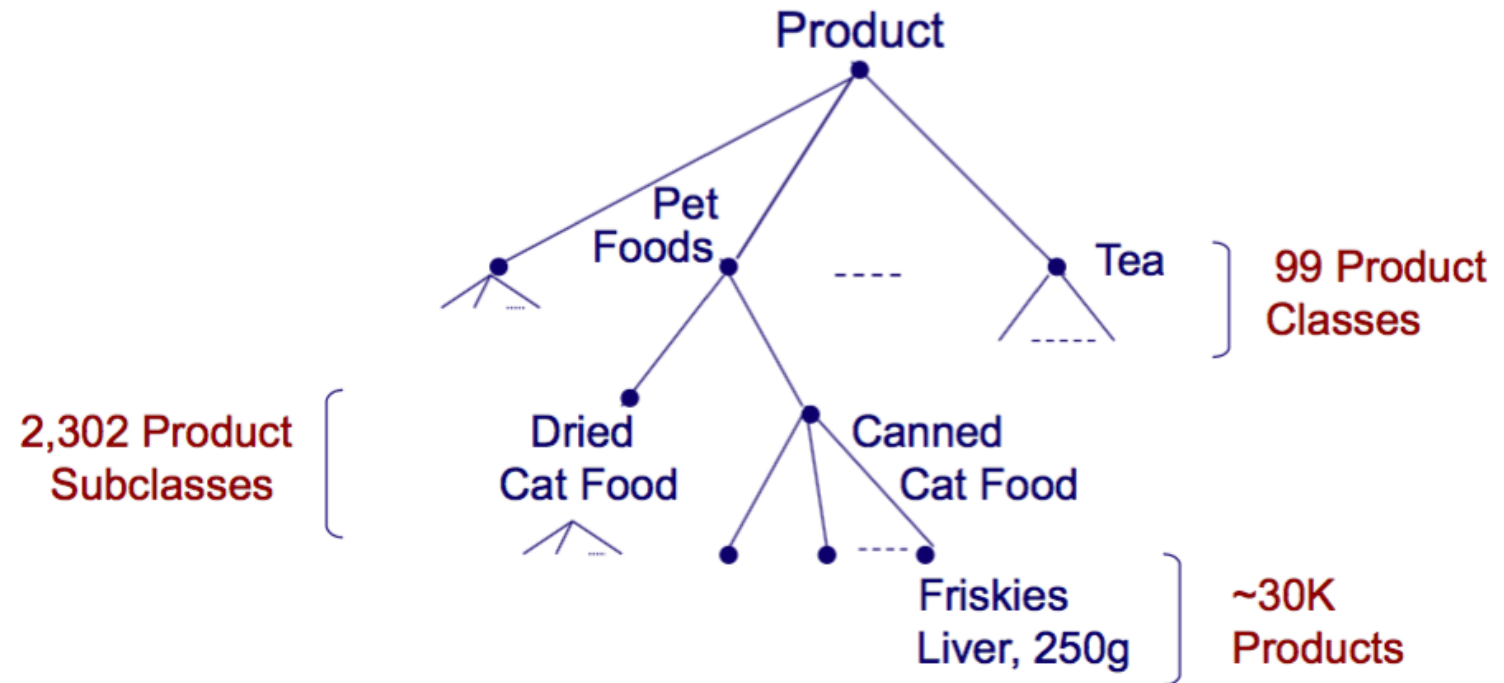 Product
Pet
Foods
Tea
99 Product
Classes
2,302 Product
Subclasses
Dried
Cat Food
Canned
Cat Food
Friskies
Liver, 250g
~30K
Products